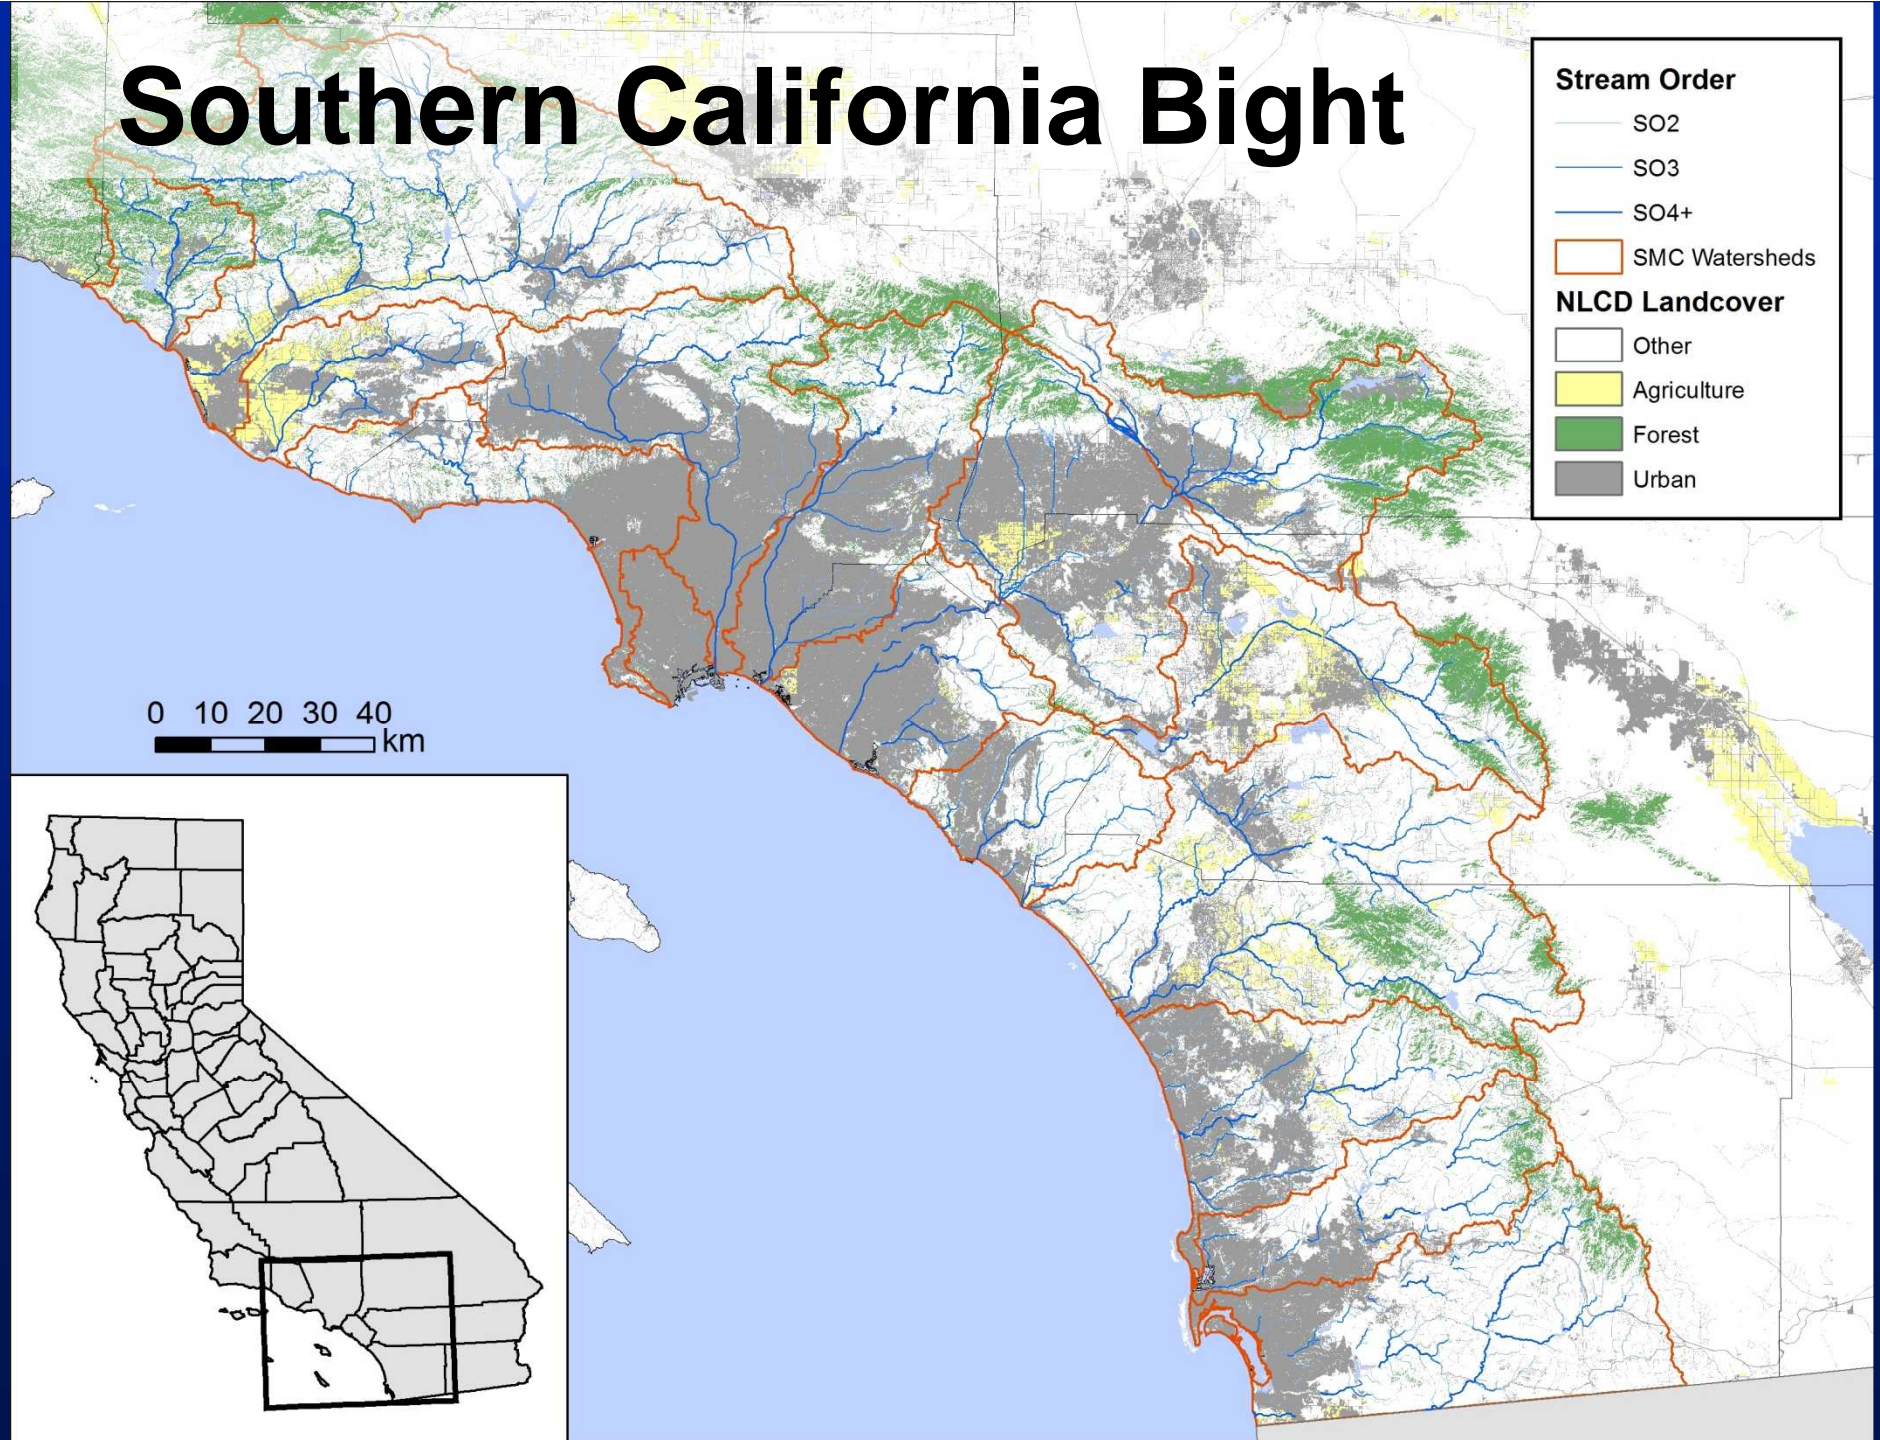 Southern California Bight
Stream Order
SO2
SO3
SO4+
SMC Watersheds
NLCD Landcover
Other
Agriculture
Forest
Urban
0 10 20 30 40
km